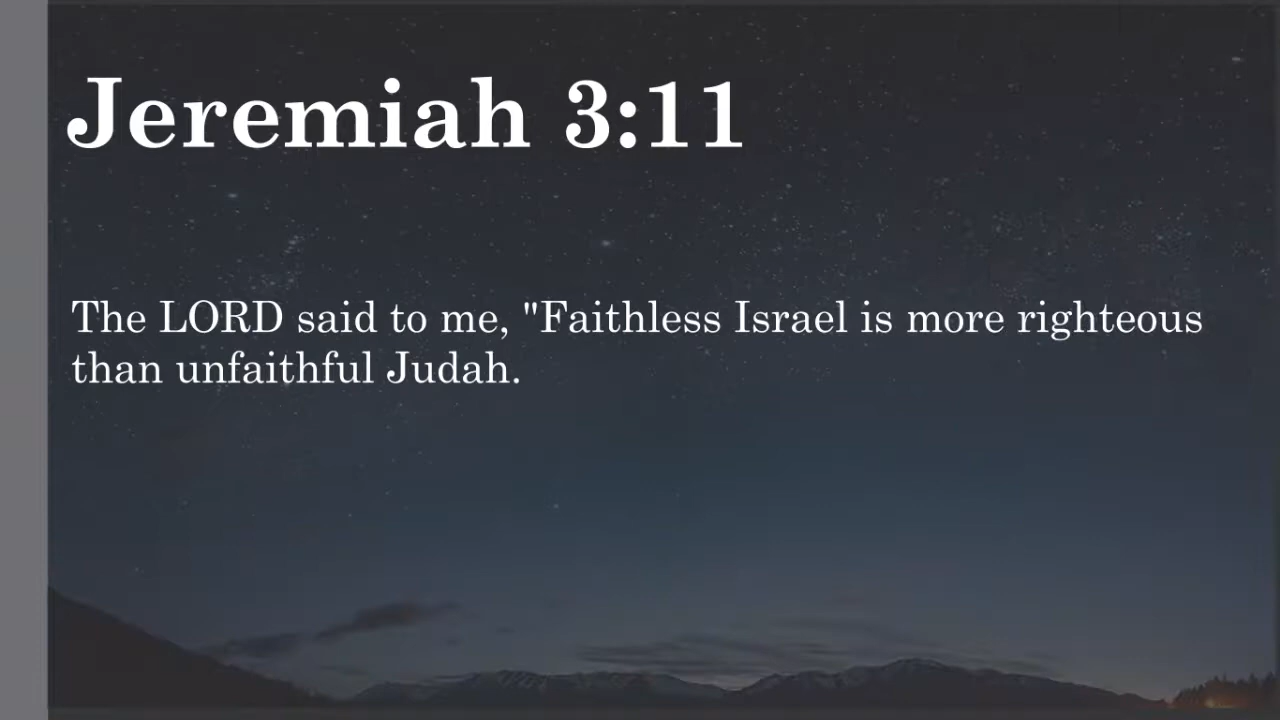 Jeremiah 3:11
The LORD said to me, "Faithless Israel is more righteous
than unfaithful Judah.